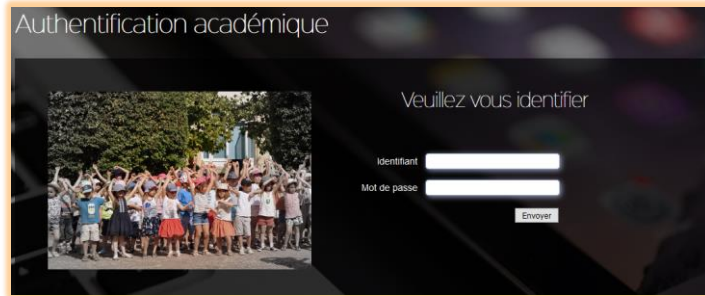 Authentification académique
Veuillez vous identifier
Identifiant
Mot de passe
Envoyer